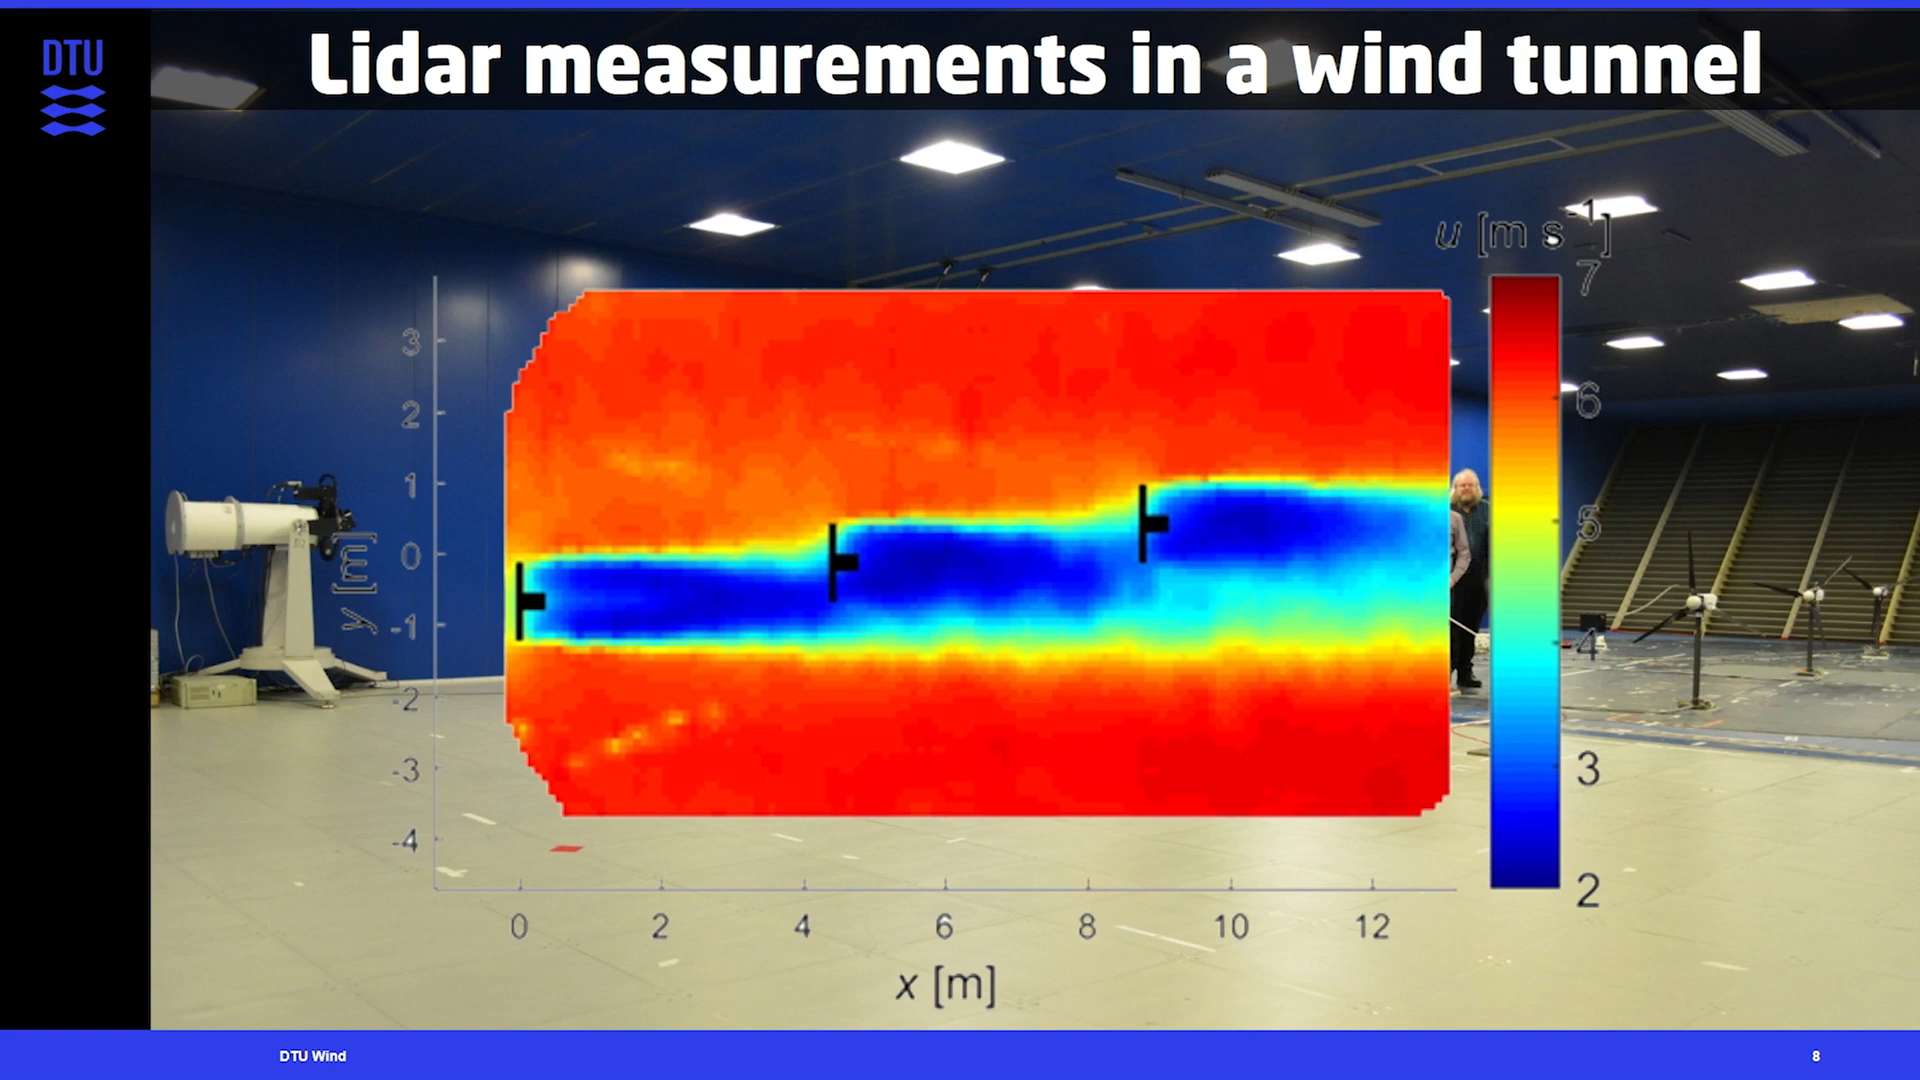 DTU
Lidar measurements in a wind tunnel
u [m s⁻¹]
7
6
5
4
3
2
3
2
1
0
-1
-2
-3
-4
y [m]
0 2 4 6 8 10 12
x [m]
DTU Wind
8